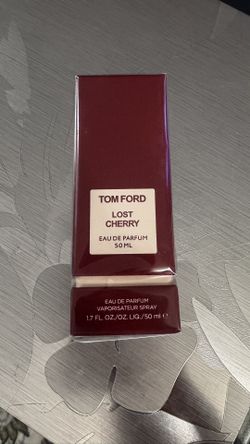 TOM FORD
LOST
CHERRY
EAU DE PARFUM
50 ML
EAU DE PARFUM
VAPORISATEUR SPRAY
1.7 FL. OZ./OZ. LIQ./50 ml ℮